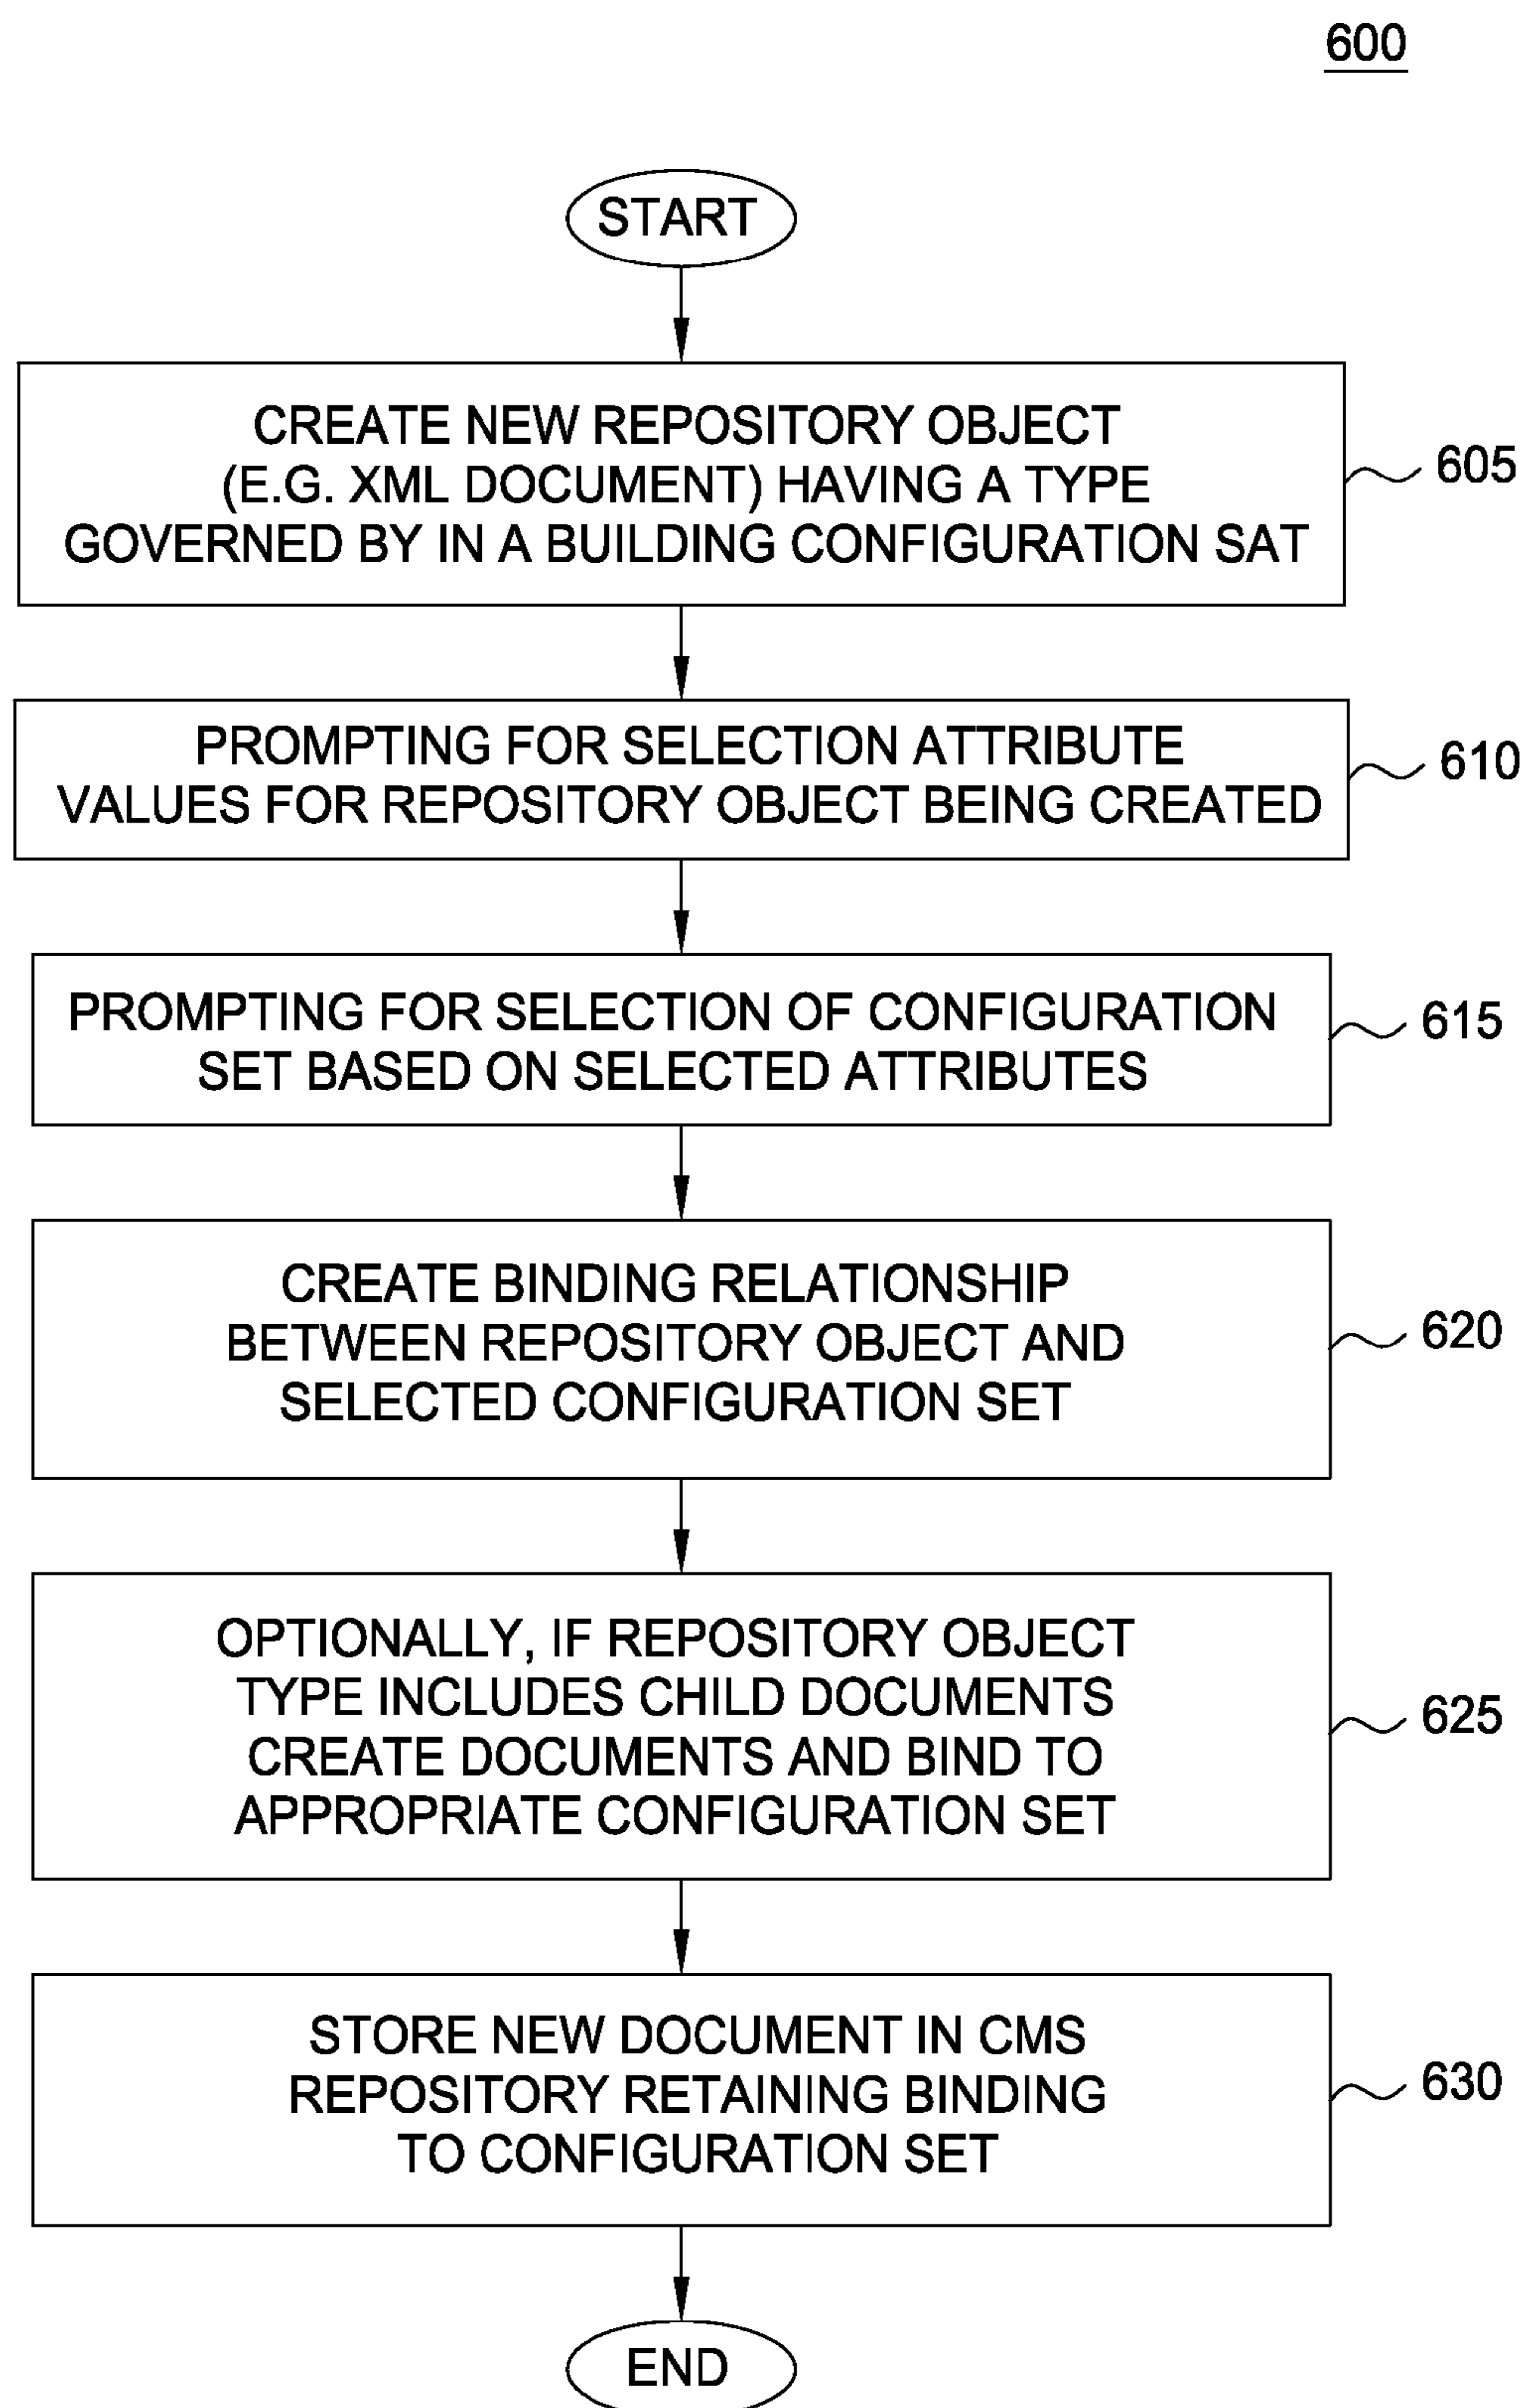 600
START
CREATE NEW REPOSITORY OBJECT
(E.G. XML DOCUMENT) HAVING A TYPE
GOVERNED BY IN A BUILDING CONFIGURATION SAT
605
PROMPTING FOR SELECTION ATTRIBUTE
VALUES FOR REPOSITORY OBJECT BEING CREATED
610
PROMPTING FOR SELECTION OF CONFIGURATION
SET BASED ON SELECTED ATTRIBUTES
615
CREATE BINDING RELATIONSHIP
BETWEEN REPOSITORY OBJECT AND
SELECTED CONFIGURATION SET
620
OPTIONALLY, IF REPOSITORY OBJECT
TYPE INCLUDES CHILD DOCUMENTS
CREATE DOCUMENTS AND BIND TO
APPROPRIATE CONFIGURATION SET
625
STORE NEW DOCUMENT IN CMS
REPOSITORY RETAINING BINDING
TO CONFIGURATION SET
630
END